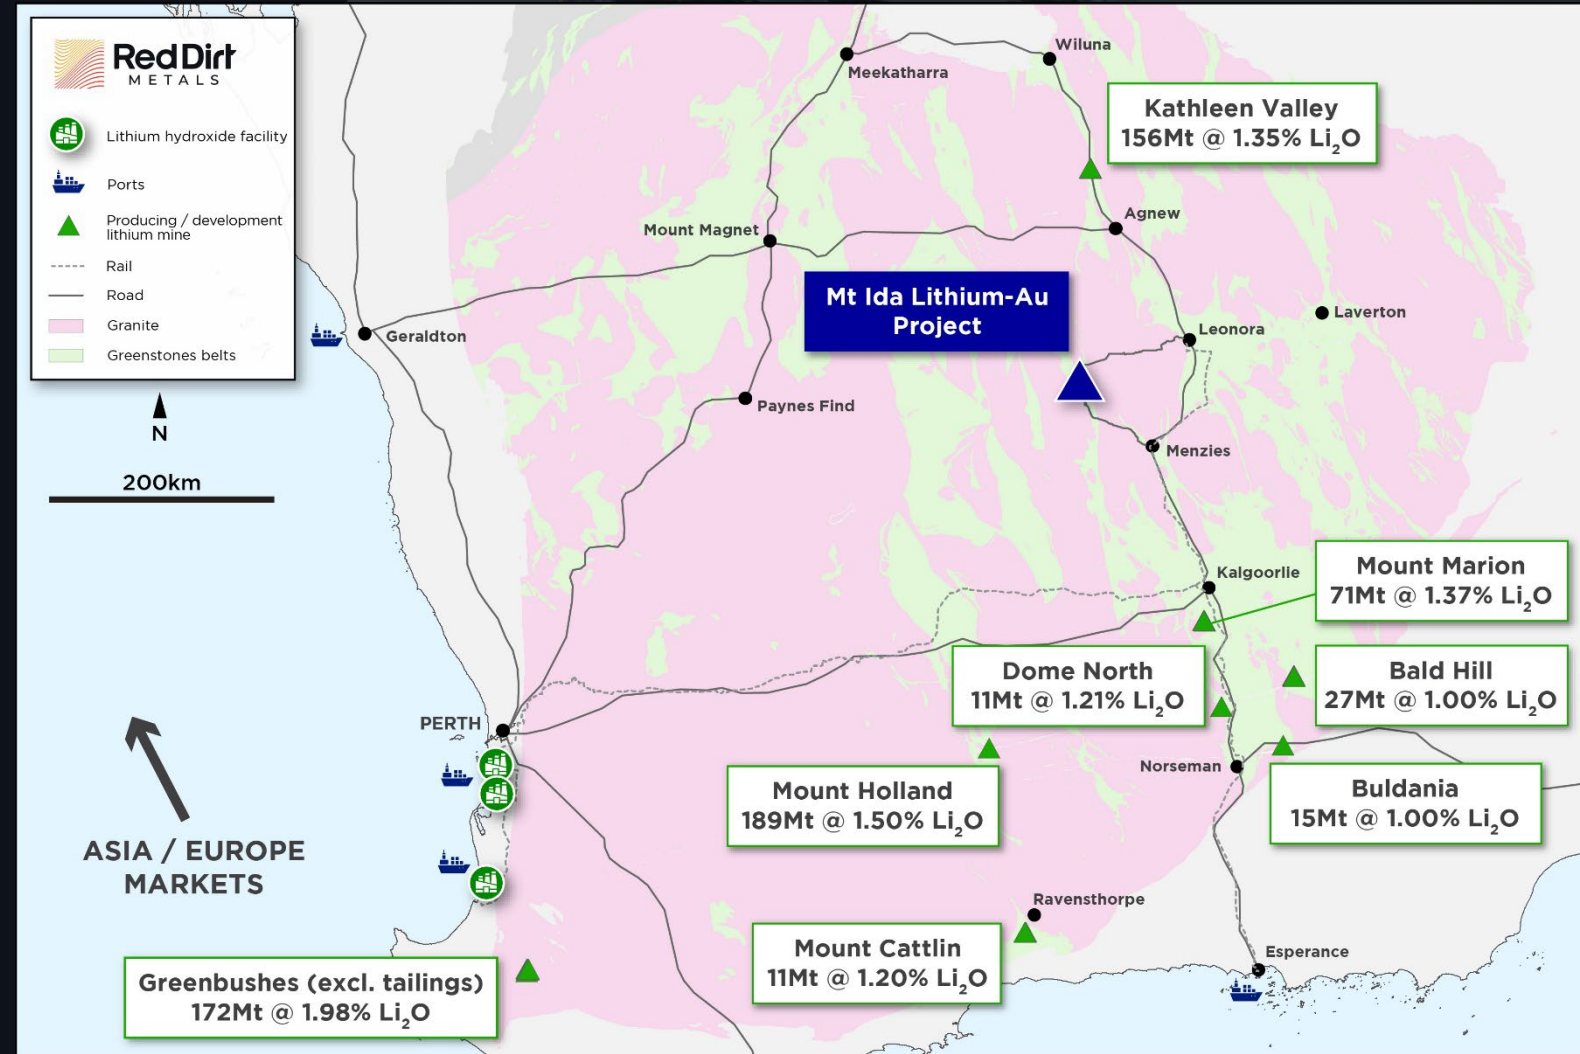 Red Dirt
METALS
Lithium hydroxide facility
Ports
Producing / development
lithium mine
Rail
Road
Granite
Greenstones belts
N
200km
Meekatharra
Wiluna
Kathleen Valley
156Mt @ 1.35% Li₂O
Mount Magnet
Agnew
Mt Ida Lithium-Au
Project
Laverton
Leonora
Geraldton
Paynes Find
Menzies
Kalgoorlie
Mount Marion
71Mt @ 1.37% Li₂O
Dome North
11Mt @ 1.21% Li₂O
Bald Hill
27Mt @ 1.00% Li₂O
PERTH
Norseman
Mount Holland
189Mt @ 1.50% Li₂O
Buldania
15Mt @ 1.00% Li₂O
ASIA / EUROPE
MARKETS
Ravensthorpe
Mount Cattlin
11Mt @ 1.20% Li₂O
Esperance
Greenbushes (excl. tailings)
172Mt @ 1.98% Li₂O